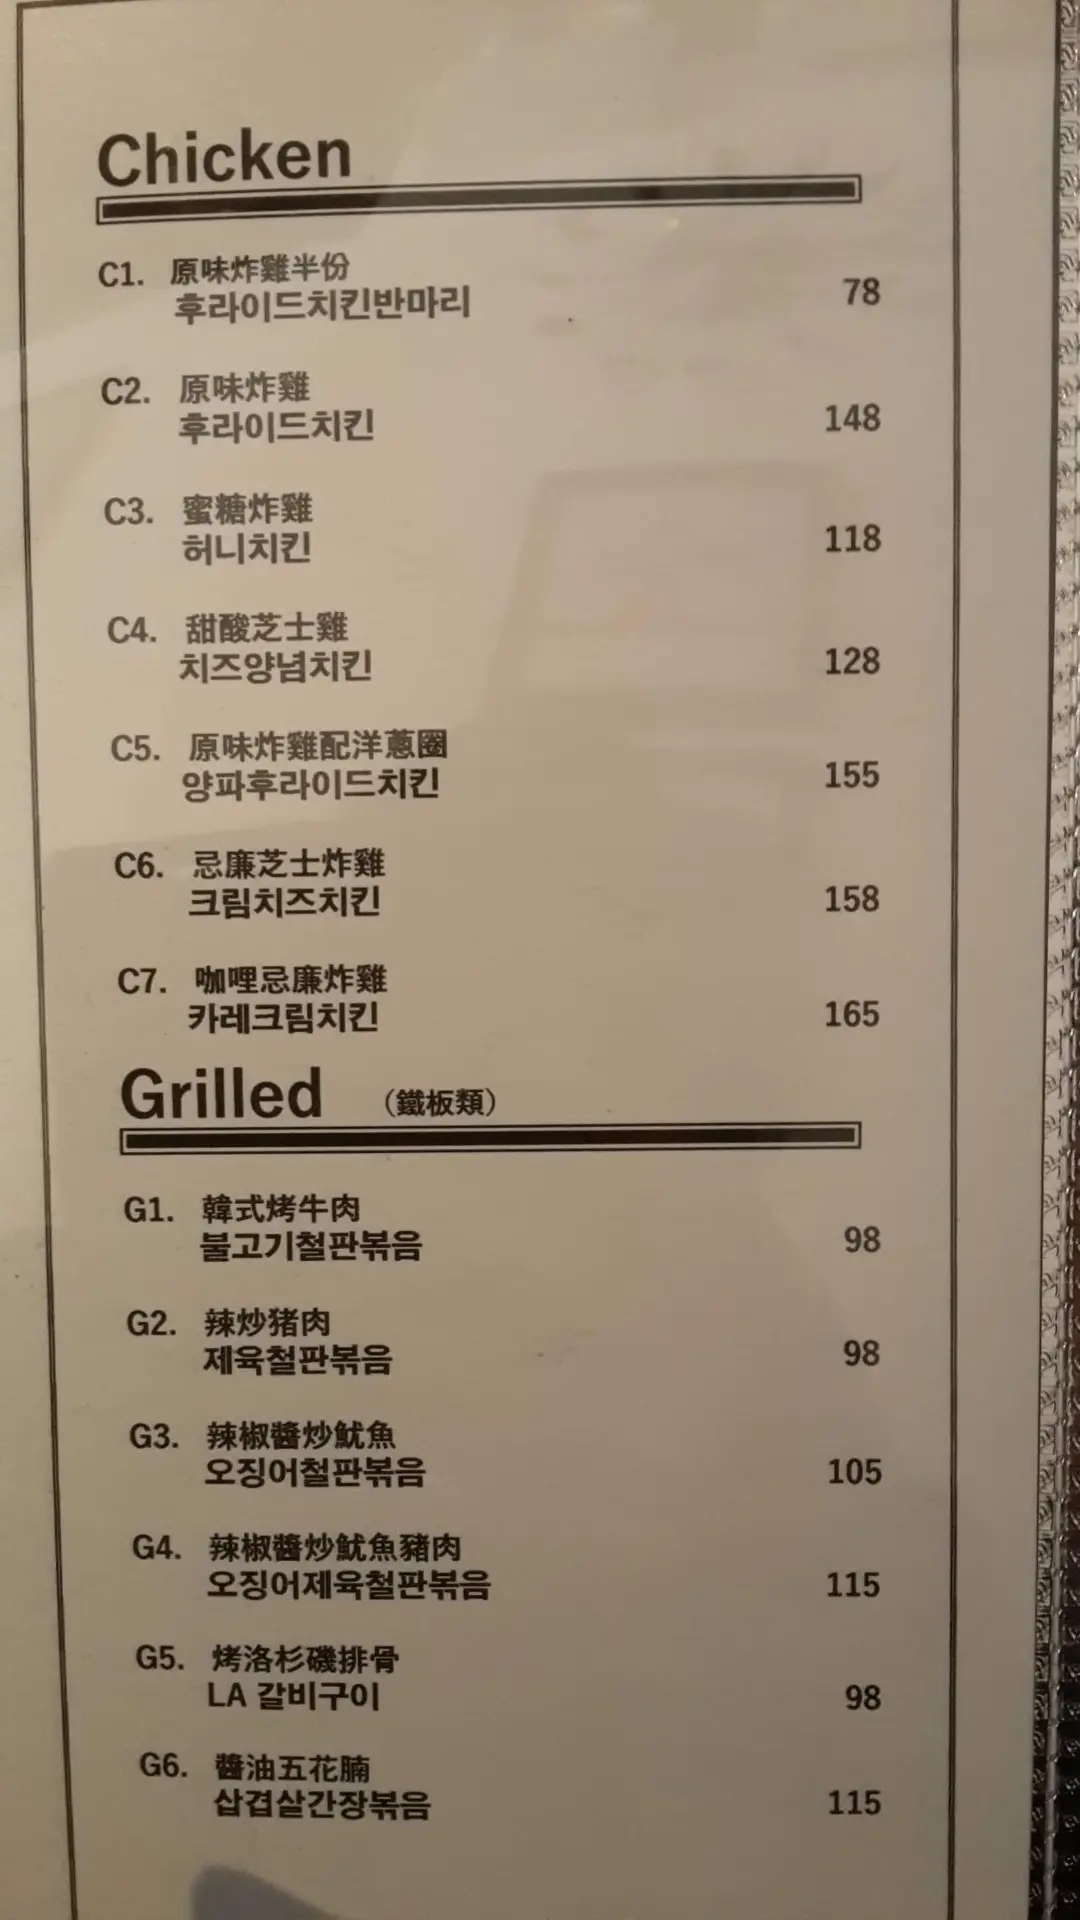 Chicken
C1. 原味炸雞半份
후라이드치킨반마리 78
C2. 原味炸雞
후라이드치킨 148
C3. 蜜糖炸雞
허니치킨 118
C4. 甜酸芝士雞
치즈양념치킨 128
C5. 原味炸雞配洋蔥圈
양파후라이드치킨 155
C6. 忌廉芝士炸雞
크림치즈치킨 158
C7. 咖喱忌廉炸雞
카레크림치킨 165
Grilled (鐵板類)
G1. 韓式烤牛肉
불고기철판볶음 98
G2. 辣炒猪肉
제육철판볶음 98
G3. 辣椒醬炒魷魚
오징어철판볶음 105
G4. 辣椒醬炒魷魚豬肉
오징어제육철판볶음 115
G5. 烤洛杉磯排骨
LA 갈비구이 98
G6. 醬油五花腩
삽겹살간장볶음 115